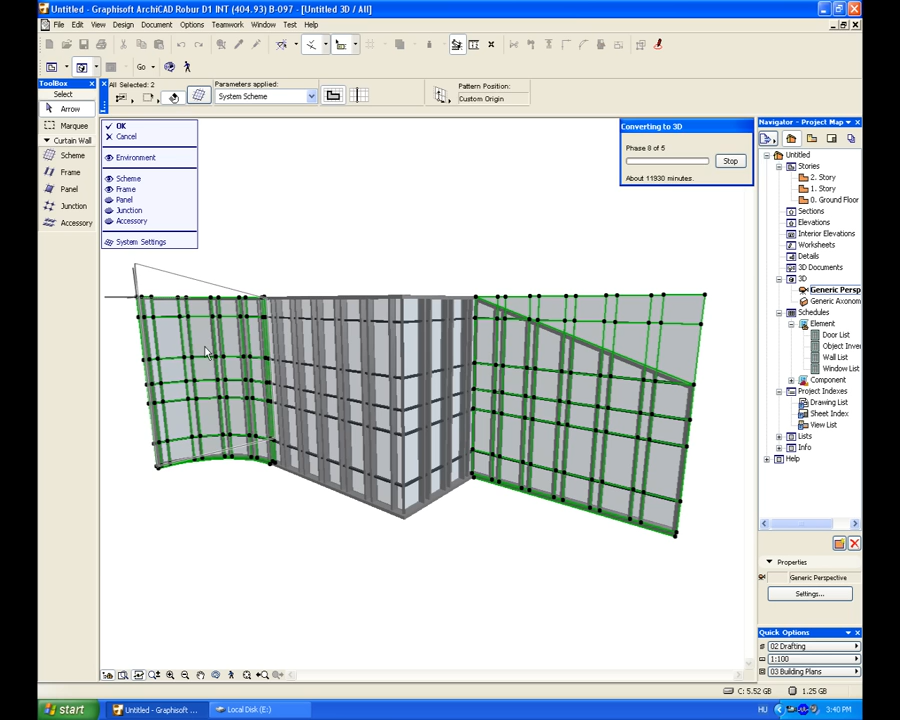 Untitled - Graphisoft ArchiCAD Robur D1 INT (404.93) B-097 - [Untitled 3D / All]
File Edit View Design Document Options Teamwork Window Test Help
Go
ToolBox
Select
Arrow
Marquee
Curtain Wall
Scheme
Frame
Panel
Junction
Accessory
All Selected: 2
Parameters applied:
System Scheme
Pattern Position:
Custom Origin
OK
Cancel
Environment
Scheme
Frame
Panel
Junction
Accessory
System Settings
Converting to 3D
Phase 8 of 5
Stop
About 11930 minutes.
Navigator - Project Map
Untitled
Stories
2. Story
1. Story
0. Ground Floor
Sections
Elevations
Interior Elevations
Worksheets
Details
3D Documents
3D
Generic Persp
Generic Axonom
Schedules
Element
Door List
Object Inve
Wall List
Window List
Component
Project Indexes
Drawing List
Sheet Index
View List
Lists
Info
Help
Properties
Generic Perspective
Settings...
Quick Options
02 Drafting
1:100
03 Building Plans
C: 5.52 GB 1.25 GB
start
Untitled - Graphisoft ...
Local Disk (E:)
HU
3:40 PM